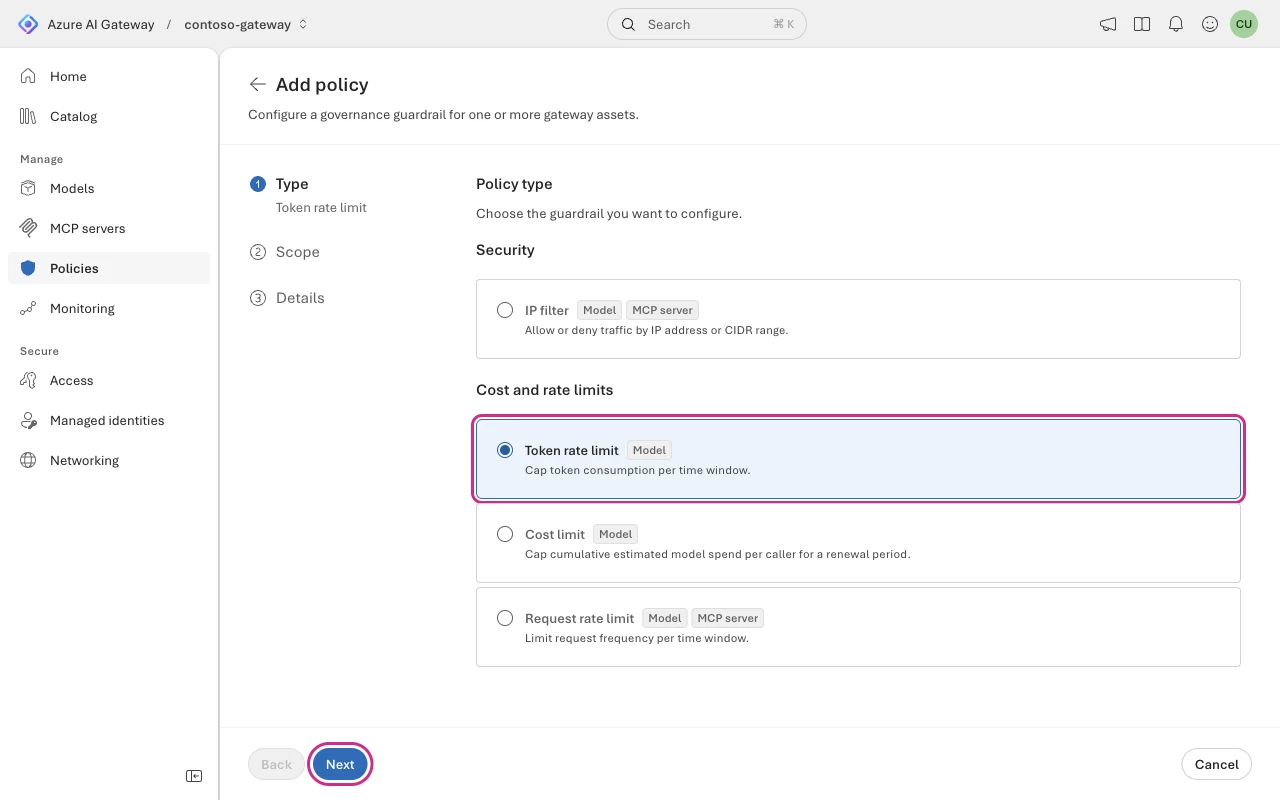 Azure AI Gateway / contoso-gateway
Search ⌘ K
CU
Home
Catalog
Manage
Models
MCP servers
Policies
Monitoring
Secure
Access
Managed identities
Networking
Add policy
Configure a governance guardrail for one or more gateway assets.
1 Type
Token rate limit
2 Scope
3 Details
Policy type
Choose the guardrail you want to configure.
Security
IP filter Model MCP server
Allow or deny traffic by IP address or CIDR range.
Cost and rate limits
Token rate limit Model
Cap token consumption per time window.
Cost limit Model
Cap cumulative estimated model spend per caller for a renewal period.
Request rate limit Model MCP server
Limit request frequency per time window.
Back Next Cancel